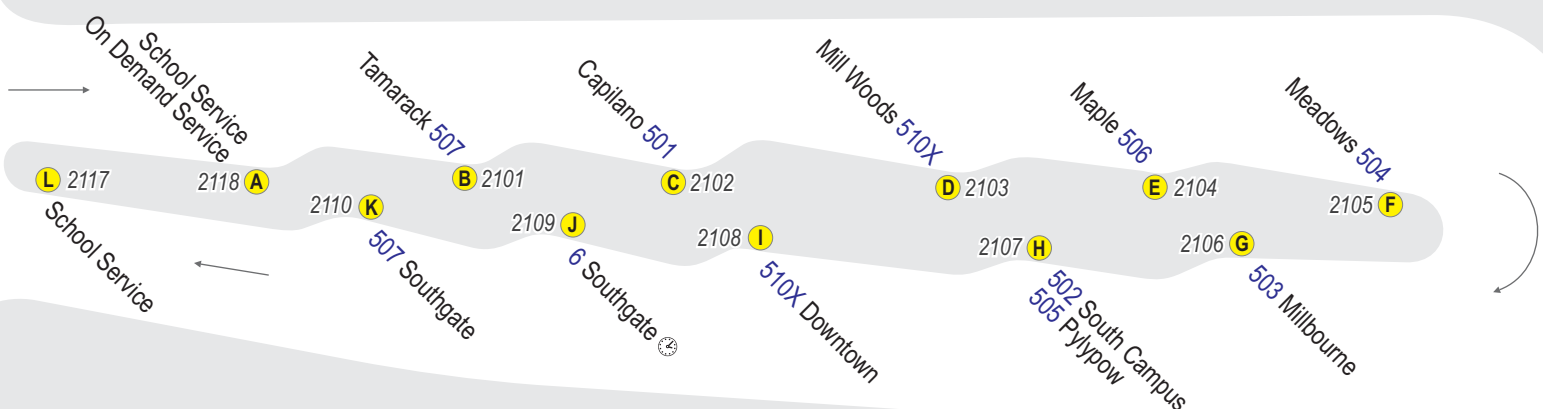 On Demand Service
School Service
Tamarack 507
Capilano 501
Mill Woods 510X
Maple 506
Meadows 504
L 2117
2118 A
B 2101
C 2102
D 2103
E 2104
2105 F
2110 K
2109 J
2108 I
2107 H
2106 G
School Service
507 Southgate
6 Southgate
510X Downtown
502 South Campus
505 Pylypow
503 Millbourne